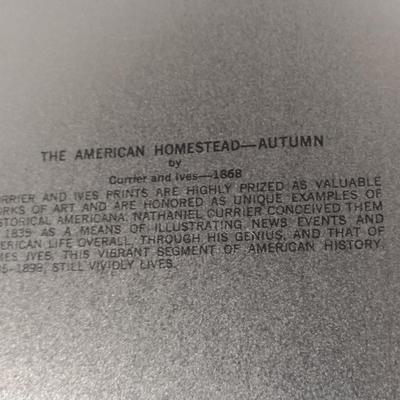 THE AMERICAN HOMESTEAD—AUTUMN
by
Currier and Ives—1868
URRIER AND IVES PRINTS ARE HIGHLY PRIZED AS VALUABLE
ORKS OF ART AND ARE HONORED AS UNIQUE EXAMPLES OF
STORICAL AMERICANA. NATHANIEL CURRIER CONCEIVED THEM
1835 AS A MEANS OF ILLUSTRATING NEWS EVENTS AND
ERICAN LIFE OVERALL. THROUGH HIS GENIUS, AND THAT OF
MES IVES, THIS VIBRANT SEGMENT OF AMERICAN HISTORY,
35-1898, STILL VIVIDLY LIVES.